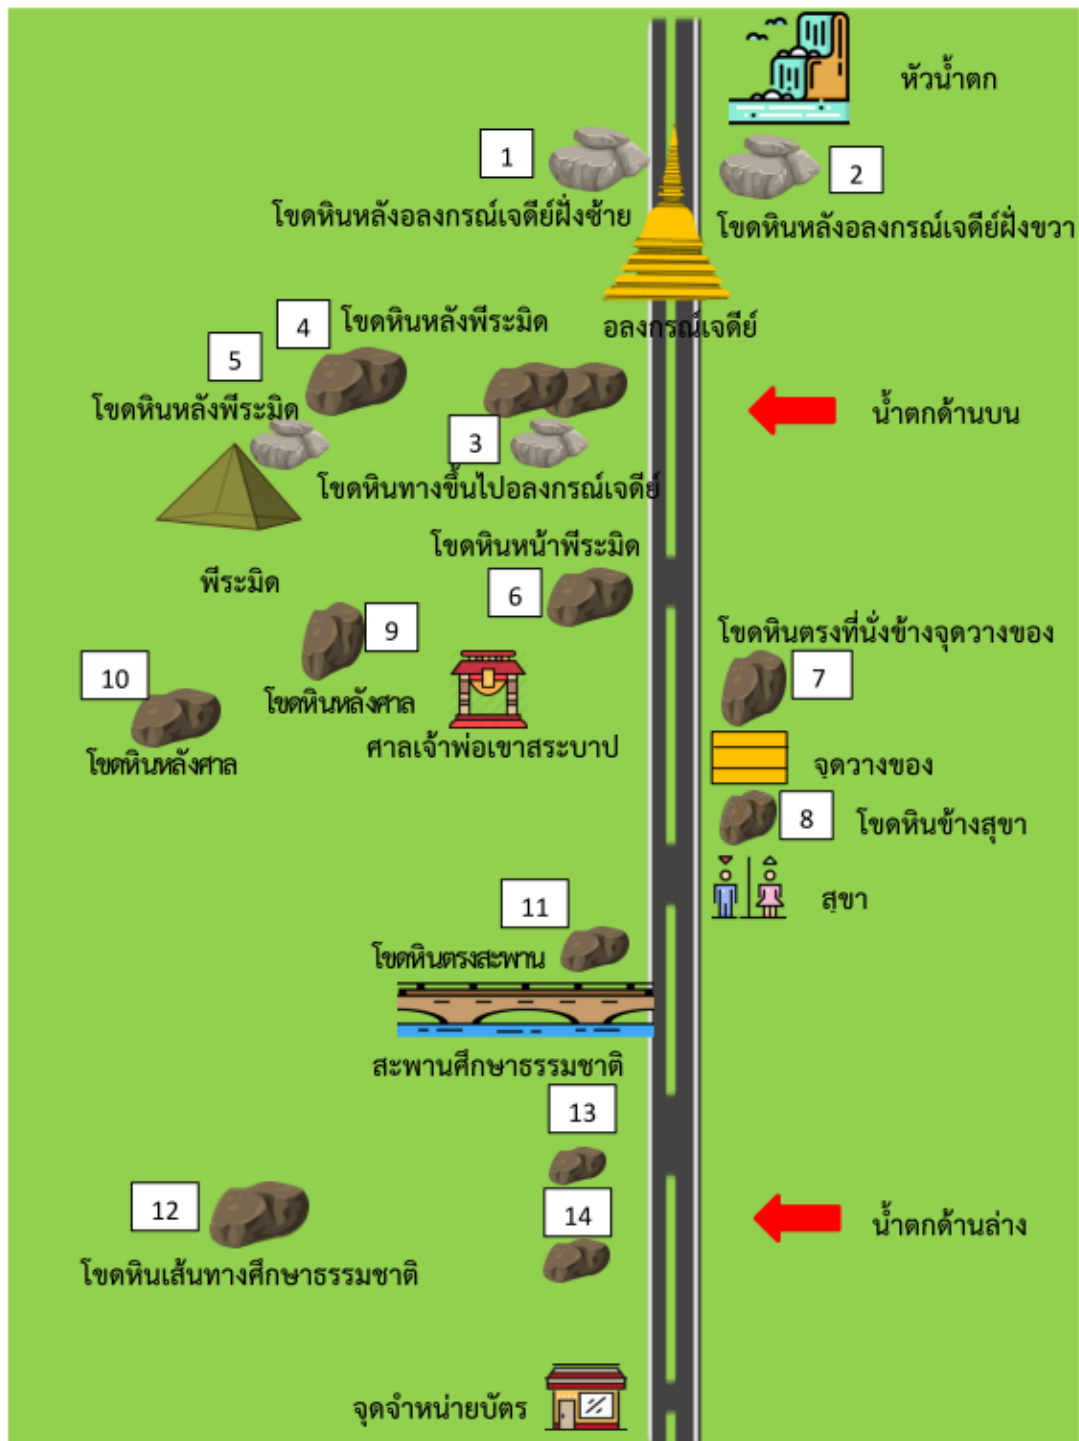 หัวน้ำตก
1
2
โขดหินหลังอลงกรณ์เจดีย์ฝั่งซ้าย
โขดหินหลังอลงกรณ์เจดีย์ฝั่งขวา
4
โขดหินหลังพีระมิด
อลงกรณ์เจดีย์
5
โขดหินหลังพีระมิด
น้ำตกด้านบน
3
โขดหินทางขึ้นไปอลงกรณ์เจดีย์
โขดหินหน้าพีระมิด
พีระมิด
6
9
โขดหินตรงที่นั่งข้างจุดวางของ
10
7
โขดหินหลังศาล
ศาลเจ้าพ่อเขาสระบาป
โขดหินหลังศาล
จุดวางของ
8
โขดหินข้างสุขา
11
สุขา
โขดหินตรงสะพาน
สะพานศึกษาธรรมชาติ
13
12
14
น้ำตกด้านล่าง
โขดหินเส้นทางศึกษาธรรมชาติ
จุดจำหน่ายบัตร